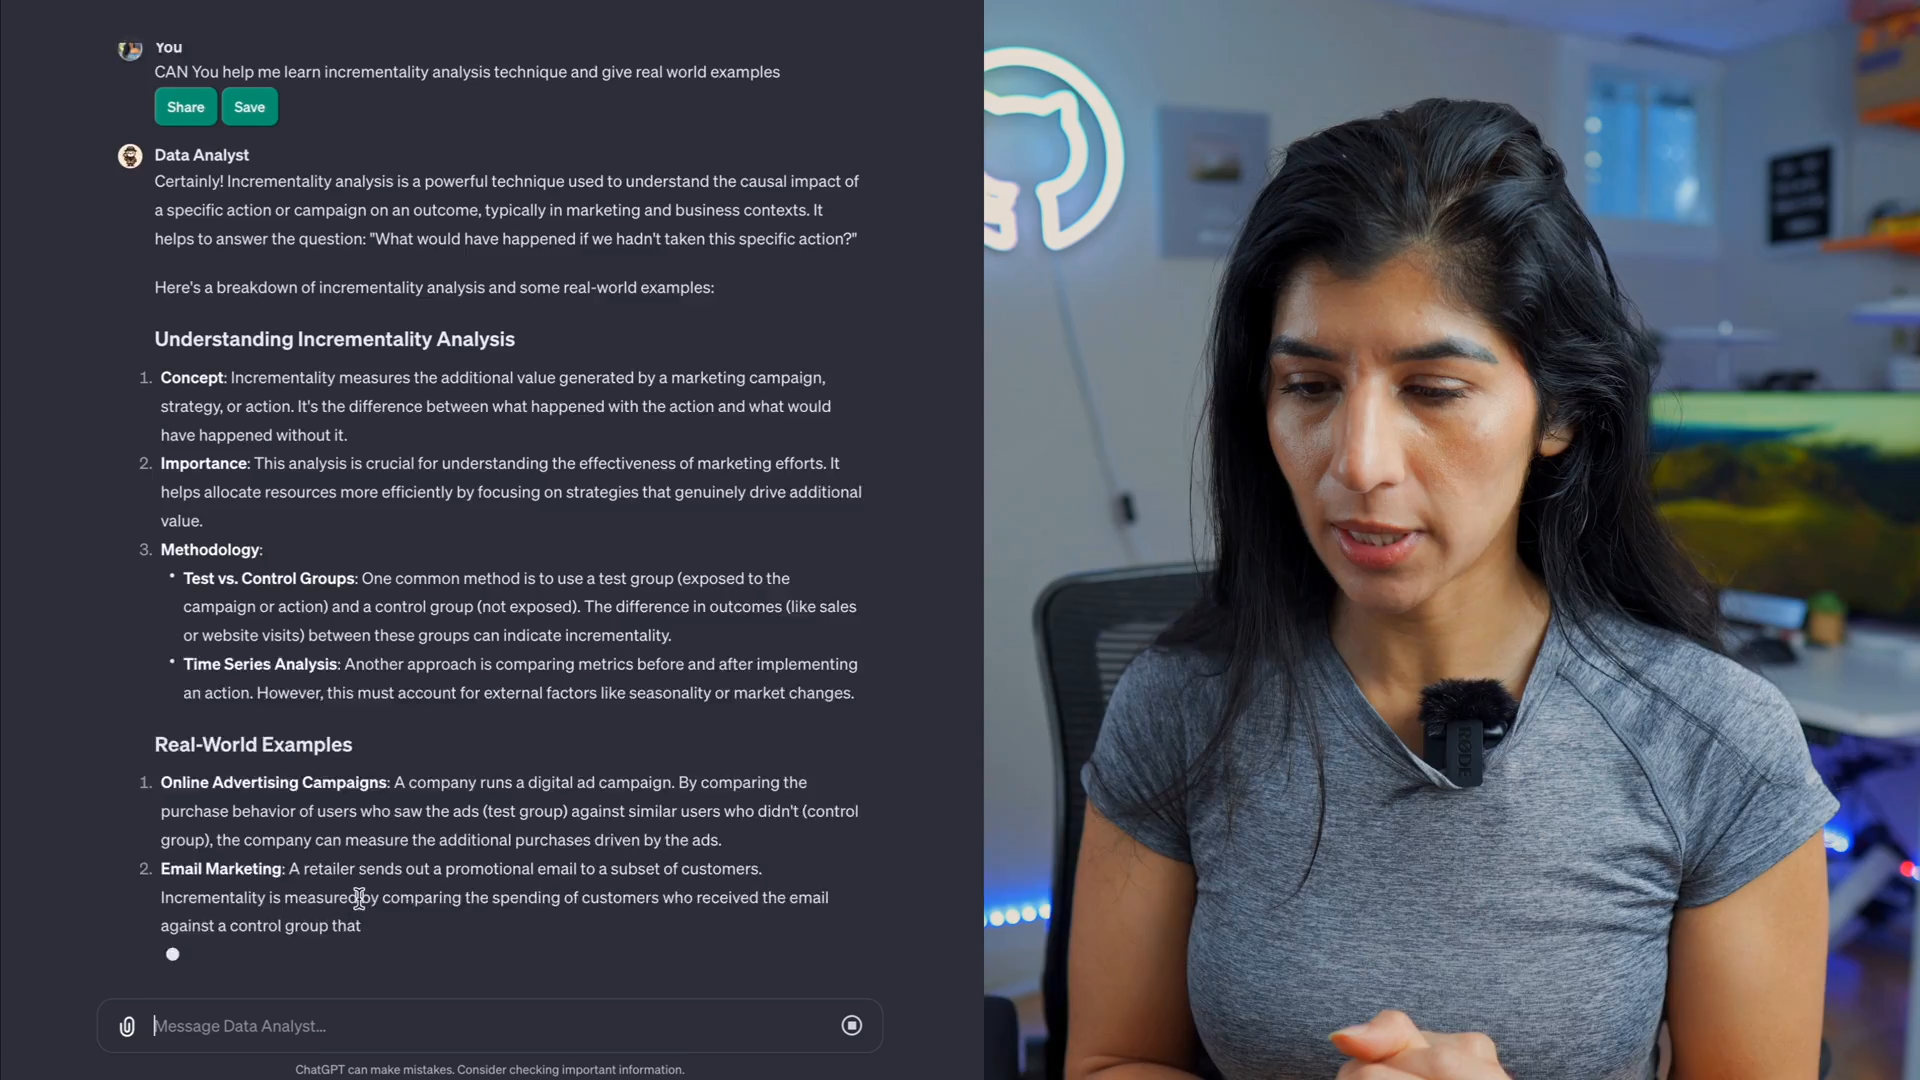 You
CAN You help me learn incrementality analysis technique and give real world examples
Share Save
Data Analyst
Certainly! Incrementality analysis is a powerful technique used to understand the causal impact of
a specific action or campaign on an outcome, typically in marketing and business contexts. It
helps to answer the question: "What would have happened if we hadn't taken this specific action?"
Here's a breakdown of incrementality analysis and some real-world examples:
Understanding Incrementality Analysis
1. Concept: Incrementality measures the additional value generated by a marketing campaign,
strategy, or action. It's the difference between what happened with the action and what would
have happened without it.
2. Importance: This analysis is crucial for understanding the effectiveness of marketing efforts. It
helps allocate resources more efficiently by focusing on strategies that genuinely drive additional
value.
3. Methodology:
• Test vs. Control Groups: One common method is to use a test group (exposed to the
campaign or action) and a control group (not exposed). The difference in outcomes (like sales
or website visits) between these groups can indicate incrementality.
• Time Series Analysis: Another approach is comparing metrics before and after implementing
an action. However, this must account for external factors like seasonality or market changes.
Real-World Examples
1. Online Advertising Campaigns: A company runs a digital ad campaign. By comparing the
purchase behavior of users who saw the ads (test group) against similar users who didn't (control
group), the company can measure the additional purchases driven by the ads.
2. Email Marketing: A retailer sends out a promotional email to a subset of customers.
Incrementality is measured by comparing the spending of customers who received the email
against a control group that
Message Data Analyst...
ChatGPT can make mistakes. Consider checking important information.
RØDE